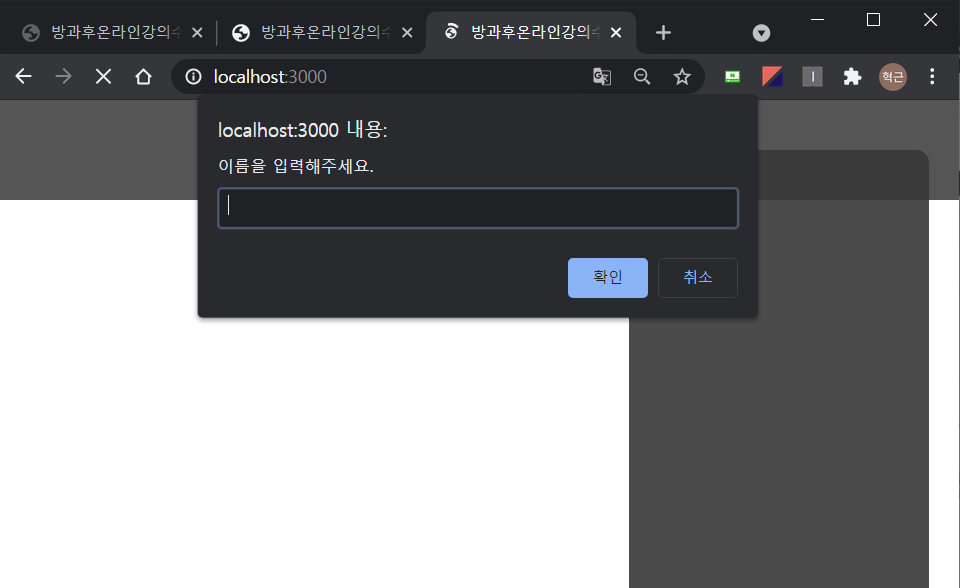 방과후온라인강의
방과후온라인강의
방과후온라인강의
localhost:3000
혁근
localhost:3000 내용:
이름을 입력해주세요.
확인
취소